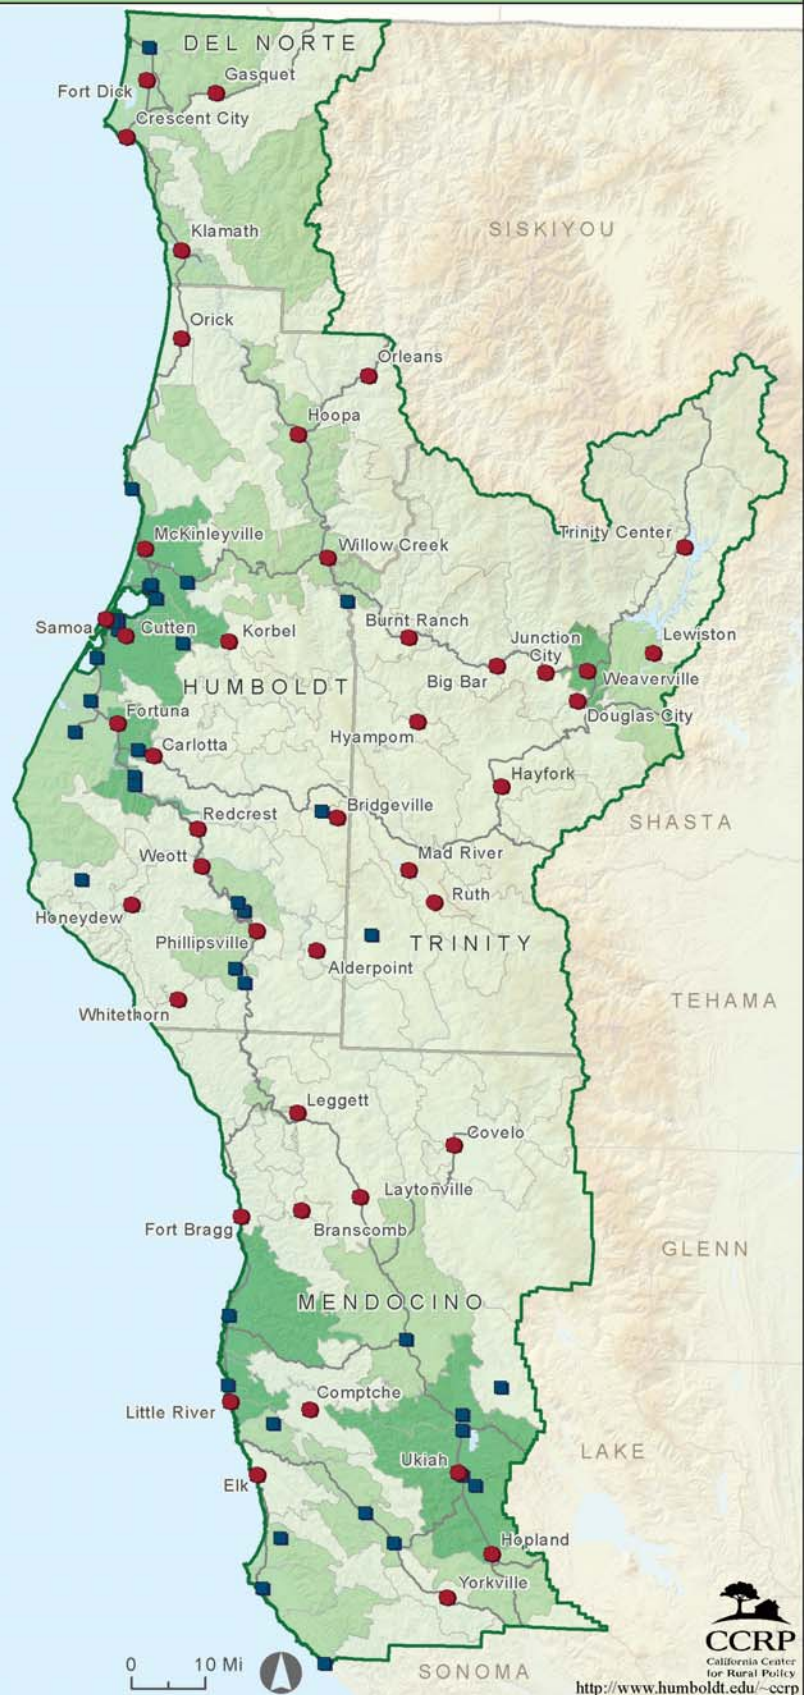 DEL NORTE
Gasquet
Fort Dick
Crescent City
SISKIYOU
Klamath
Orick
Orleans
Hoopa
McKinleyville
Trinity Center
Willow Creek
Burnt Ranch
Samoa
Cutten
Korbel
Junction
City
Lewiston
Big Bar
Weaverville
HUMBOLDT
Fortuna
Douglas City
Hyampom
Carlotta
Hayfork
Redcrest
Bridgeville
SHASTA
Weott
Mad River
Ruth
Honeydew
Phillipsville
TRINITY
Alderpoint
TEHAMA
Whitethorn
Leggett
Covelo
Laytonville
Fort Bragg
Branscomb
GLENN
MENDOCINO
Comptche
Little River
LAKE
Ukiah
Elk
Hopland
Yorkville
CCRP
California Center
for Rural Policy
0 10 Mi
SONOMA
http://www.humboldt.edu/~ccrp